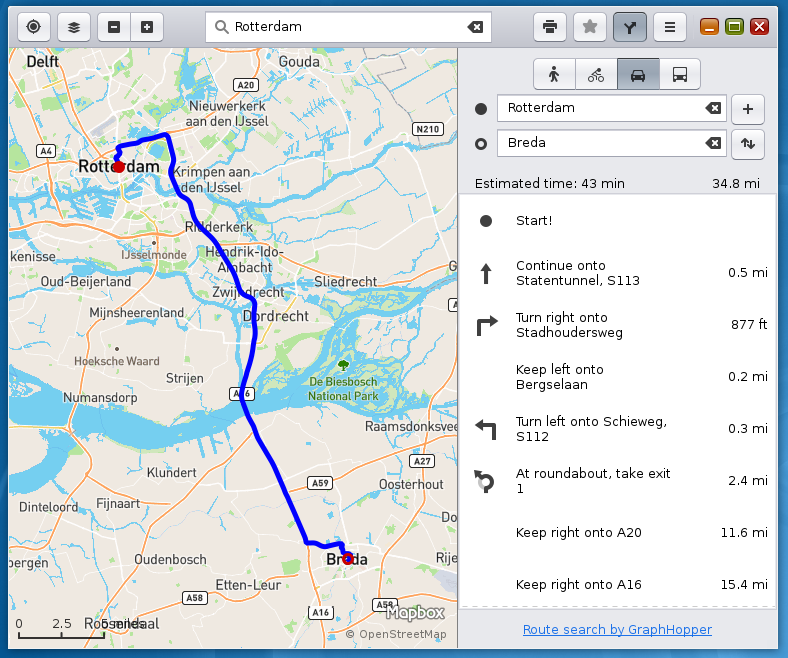 Rotterdam
Delft
Gouda
A20
Nieuwerkerk
aan den IJssel
N210
A4
Rotterdam
Krimpen aan
den IJssel
Ridderkerk
IJsselmonde
kenisse
Hendrik-Ido-
Ambacht
Oud-Beijerland
Zwijndrecht
Sliedrecht
Mijnsheerenland
Dordrecht
Hoeksche Waard
Strijen
De Biesbosch
National Park
Numansdorp
A16
Raamsdonksvee
A27
Klundert
A59
Oosterhout
Dinteloord
Fijnaart
Do
Breda
Rije
bergen
Oudenbosch
Etten-Leur
A58
A16
A58
Mapbox
0
2.5
5 miles
Roosendaal
© OpenStreetMap
Rotterdam
Breda
Estimated time: 43 min 34.8 mi
Start!
Continue onto
Statentunnel, S113
0.5 mi
Turn right onto
Stadhoudersweg
877 ft
Keep left onto
Bergselaan
0.2 mi
Turn left onto Schieweg,
S112
0.3 mi
At roundabout, take exit
1
2.4 mi
Keep right onto A20 11.6 mi
Keep right onto A16 15.4 mi
Route search by GraphHopper